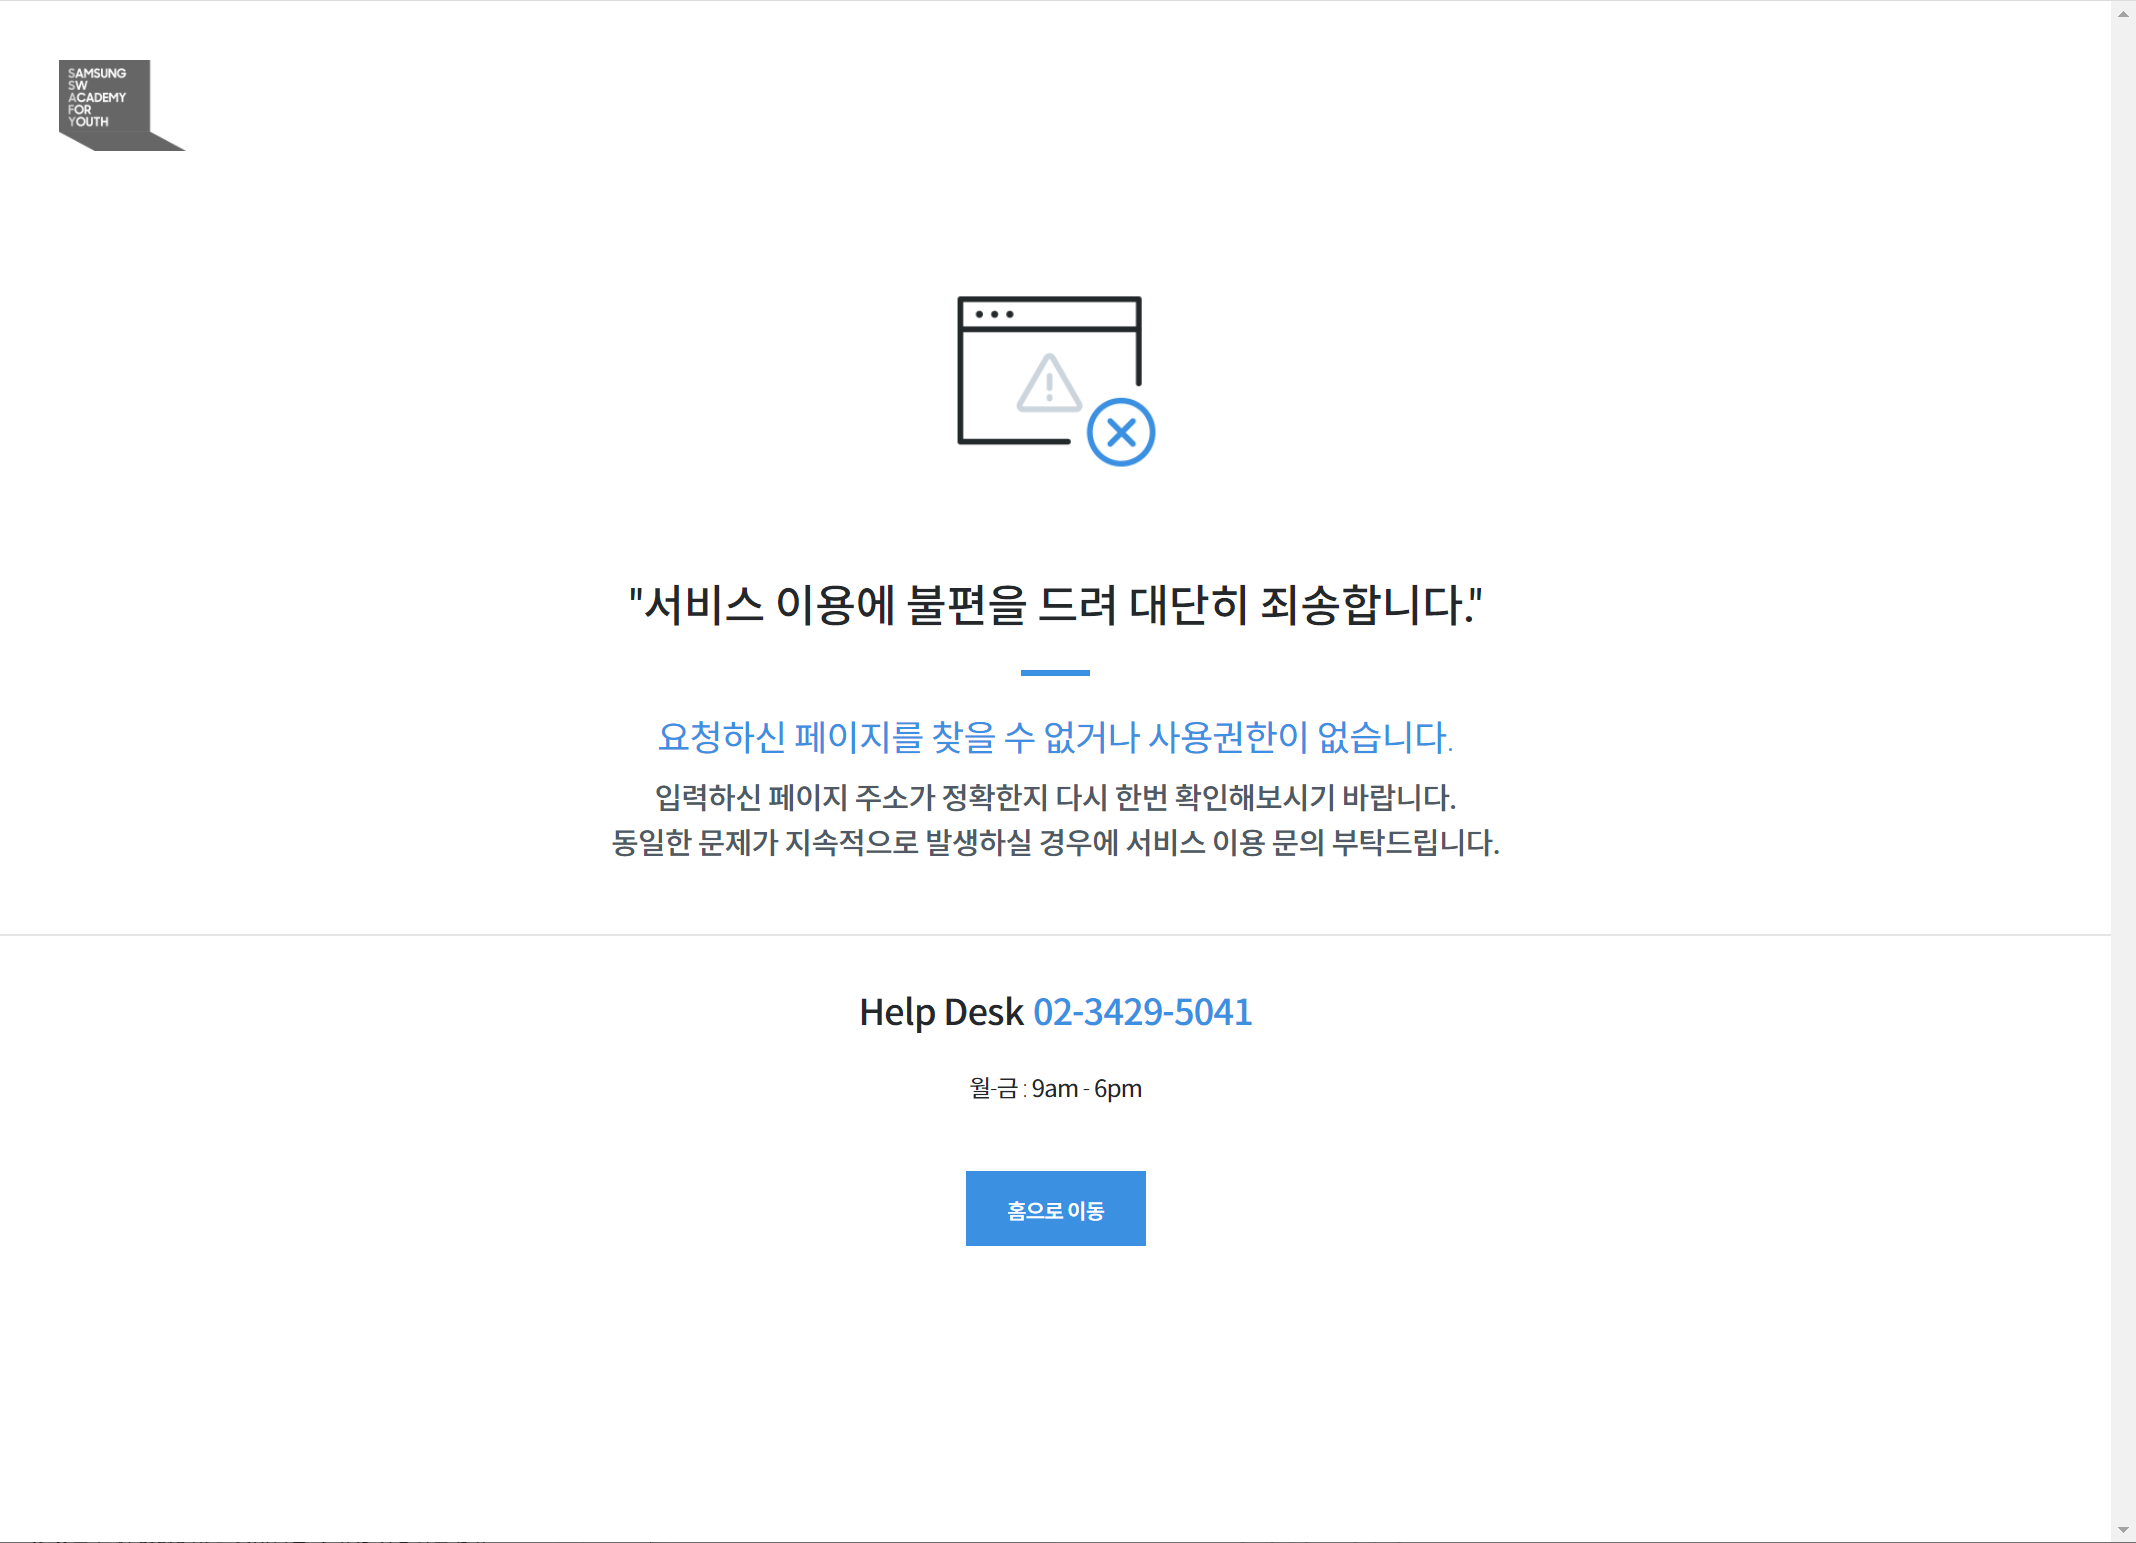 SAMSUNG
SW
ACADEMY
FOR
YOUTH
"서비스 이용에 불편을 드려 대단히 죄송합니다."
요청하신 페이지를 찾을 수 없거나 사용권한이 없습니다.
입력하신 페이지 주소가 정확한지 다시 한번 확인해보시기 바랍니다.
동일한 문제가 지속적으로 발생하실 경우에 서비스 이용 문의 부탁드립니다.
Help Desk 02-3429-5041
월-금 : 9am - 6pm
홈으로 이동